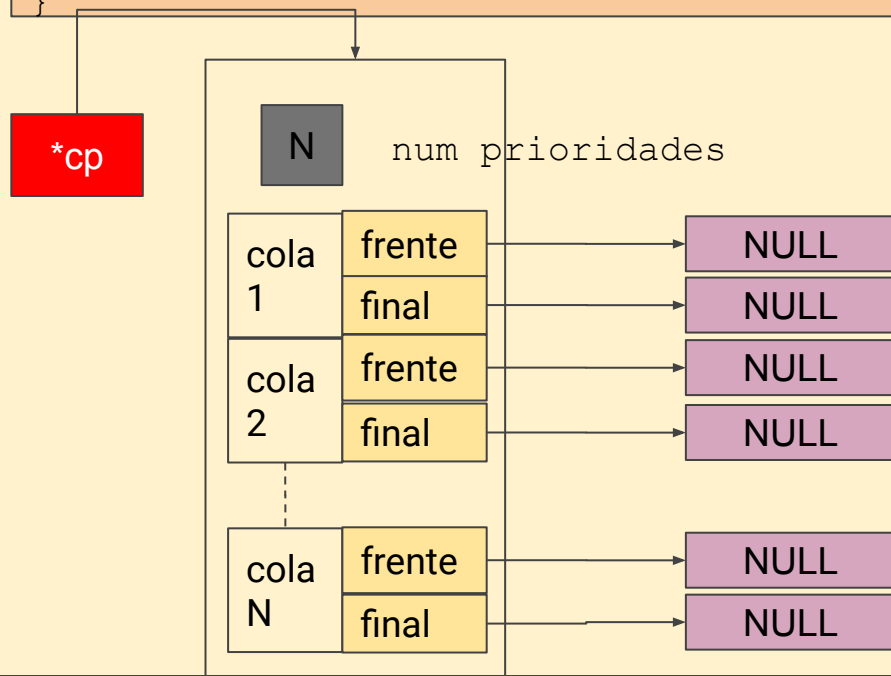 }
*cp
N
num prioridades
cola
1
frente
NULL
final
NULL
cola
2
frente
NULL
final
NULL
cola
N
frente
NULL
final
NULL